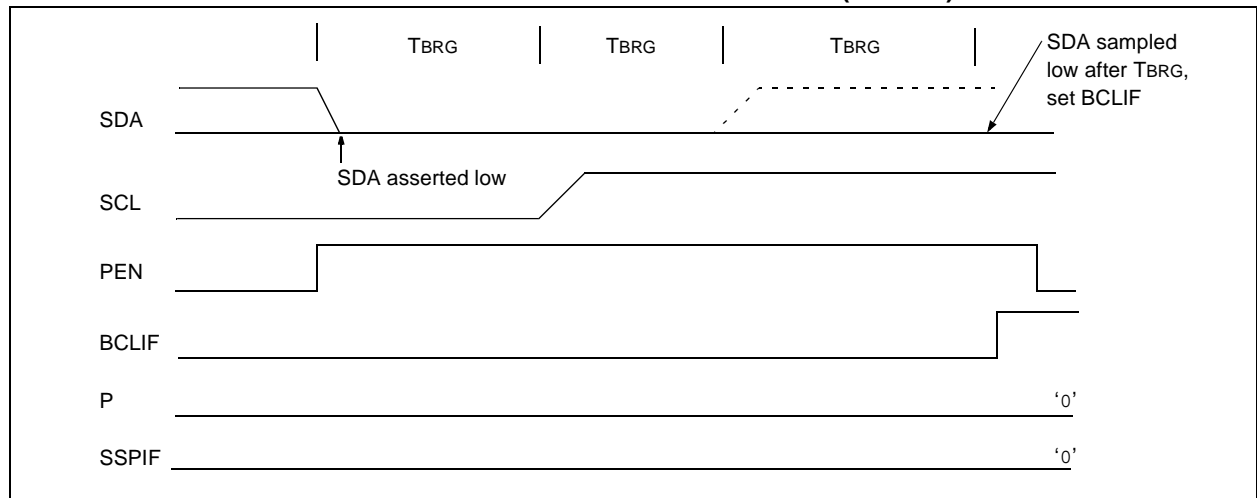 TBRG TBRG TBRG
SDA sampled
low after TBRG,
set BCLIF
SDA
SDA asserted low
SCL
PEN
BCLIF
P
‘0’
SSPIF
‘0’